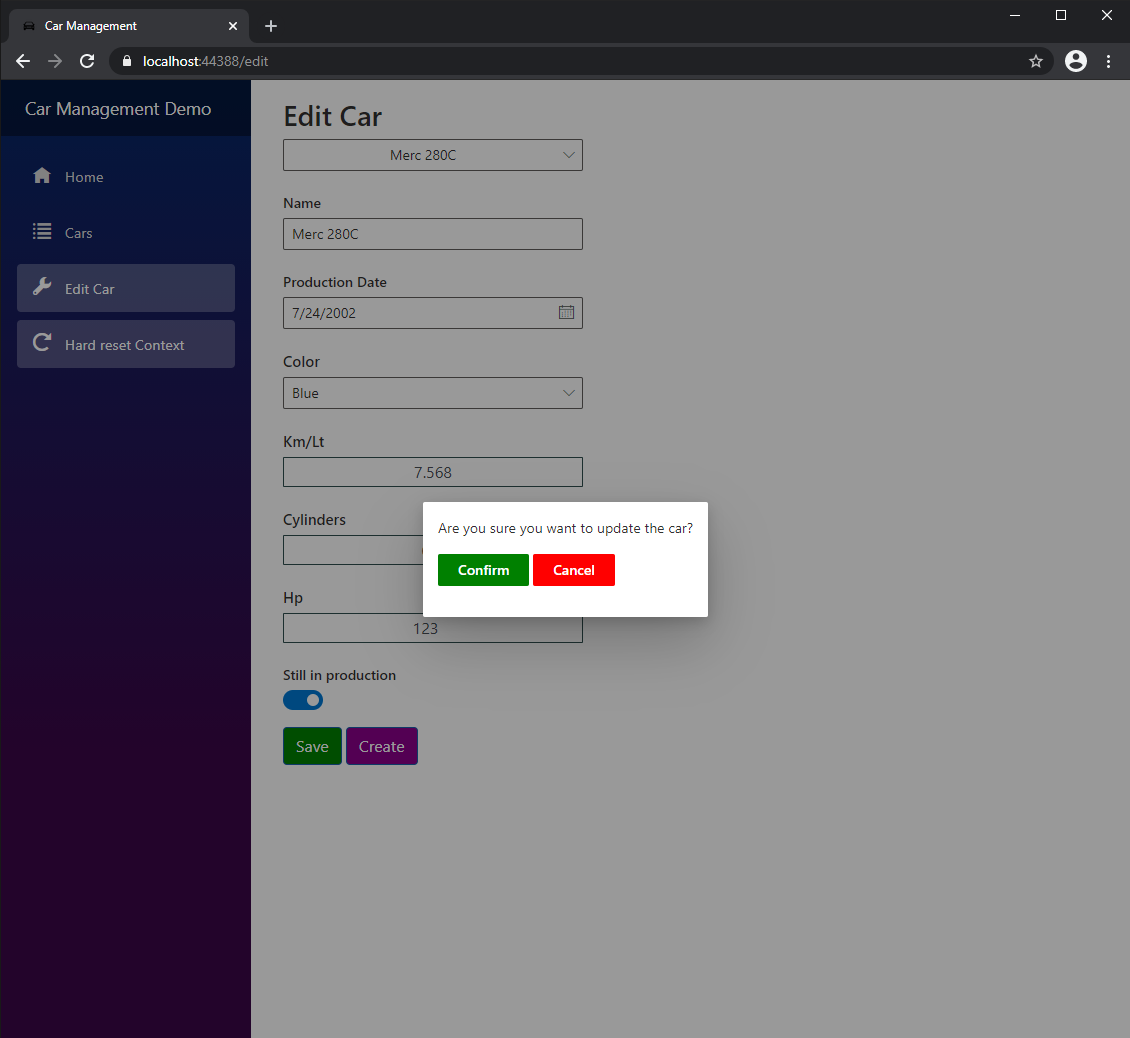 Car Management
localhost:44388/edit
Car Management Demo
Home
Cars
Edit Car
Hard reset Context
Edit Car
Merc 280C
Name
Merc 280C
Production Date
7/24/2002
Color
Blue
Km/Lt
7.568
Cylinders
Are you sure you want to update the car?
Confirm Cancel
Hp
123
Still in production
Save Create